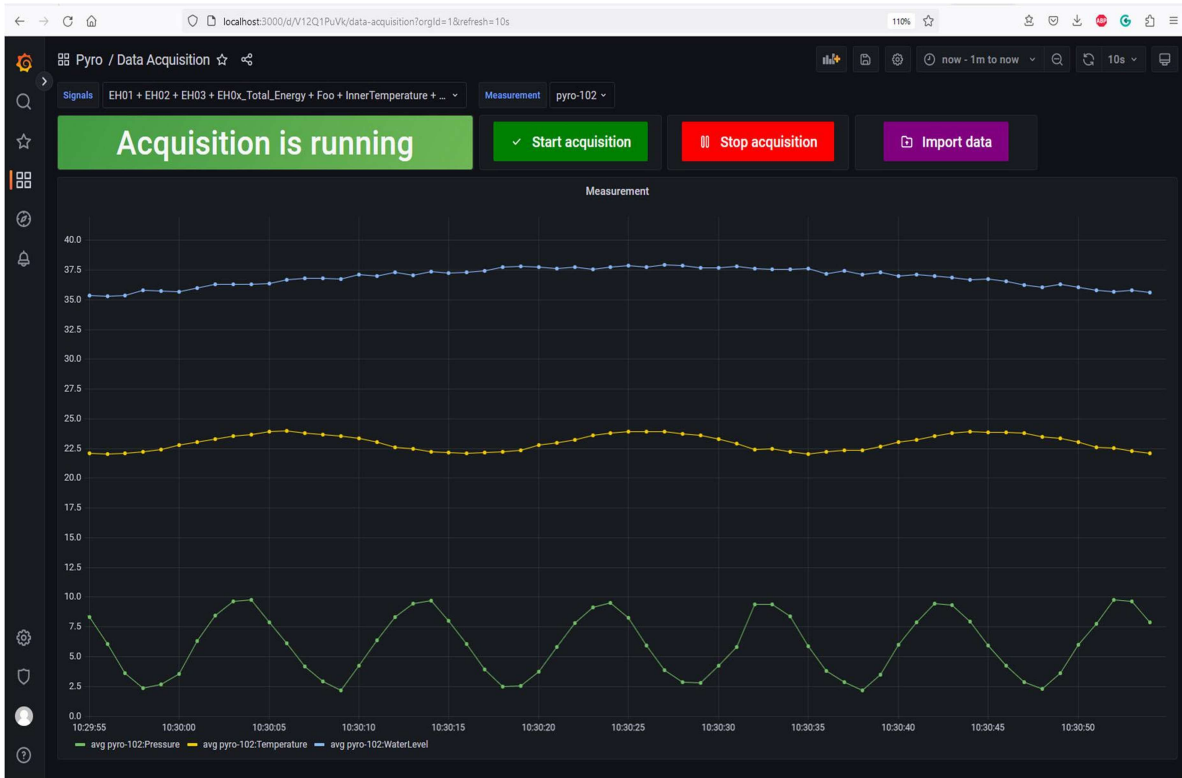 localhost:3000/d/V12Q1PuVk/data-acquisition?orgId=1&refresh=10s 110% ABP
Pyro / Data Acquisition now - 1m to now 10s
Signals EH01 + EH02 + EH03 + EH0x_Total_Energy + Foo + InnerTemperature + ... Measurement pyro-102
Acquisition is running Start acquisition Stop acquisition Import data
Measurement
40.0
37.5
35.0
32.5
30.0
27.5
25.0
22.5
20.0
17.5
15.0
12.5
10.0
7.5
5.0
2.5
0.0
10:29:55 10:30:00 10:30:05 10:30:10 10:30:15 10:30:20 10:30:25 10:30:30 10:30:35 10:30:40 10:30:45 10:30:50
avg pyro-102:Pressure avg pyro-102:Temperature avg pyro-102:WaterLevel